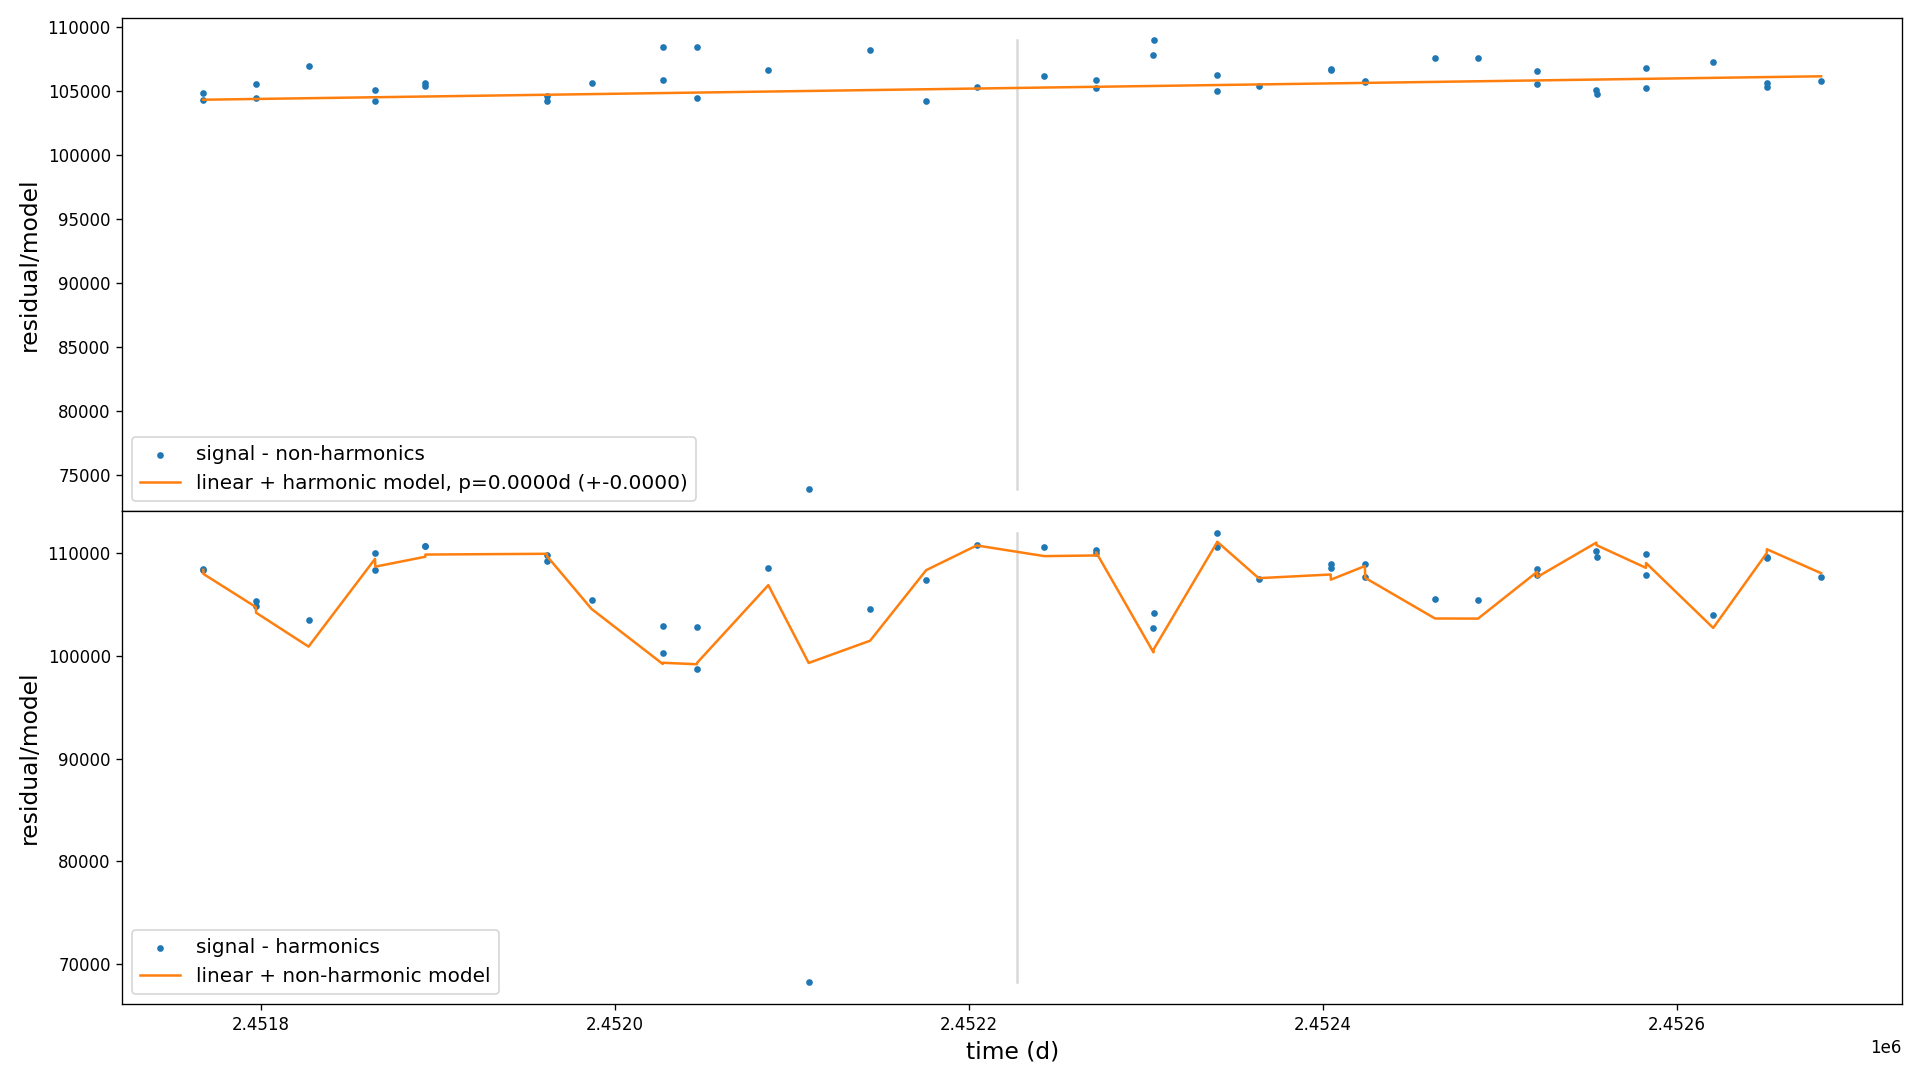 110000
105000
100000
95000
90000
85000
80000
75000
residual/model
signal - non-harmonics
linear + harmonic model, p=0.0000d (+-0.0000)
110000
100000
90000
80000
70000
residual/model
signal - harmonics
linear + non-harmonic model
2.4518
2.4520
2.4522
2.4524
2.4526
1e6
time (d)